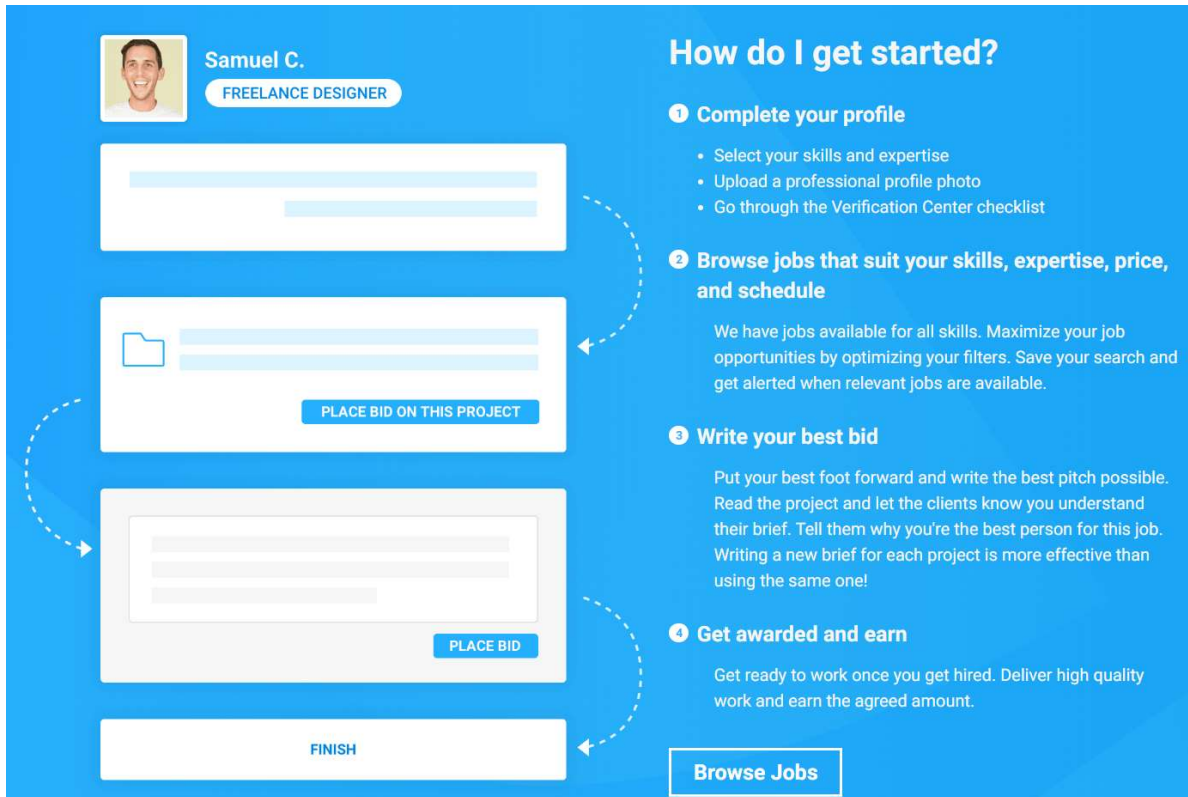 Samuel C.
FREELANCE DESIGNER
PLACE BID ON THIS PROJECT
PLACE BID
FINISH
How do I get started?
1 Complete your profile
• Select your skills and expertise
• Upload a professional profile photo
• Go through the Verification Center checklist
2 Browse jobs that suit your skills, expertise, price,
and schedule
We have jobs available for all skills. Maximize your job
opportunities by optimizing your filters. Save your search and
get alerted when relevant jobs are available.
3 Write your best bid
Put your best foot forward and write the best pitch possible.
Read the project and let the clients know you understand
their brief. Tell them why you're the best person for this job.
Writing a new brief for each project is more effective than
using the same one!
4 Get awarded and earn
Get ready to work once you get hired. Deliver high quality
work and earn the agreed amount.
Browse Jobs